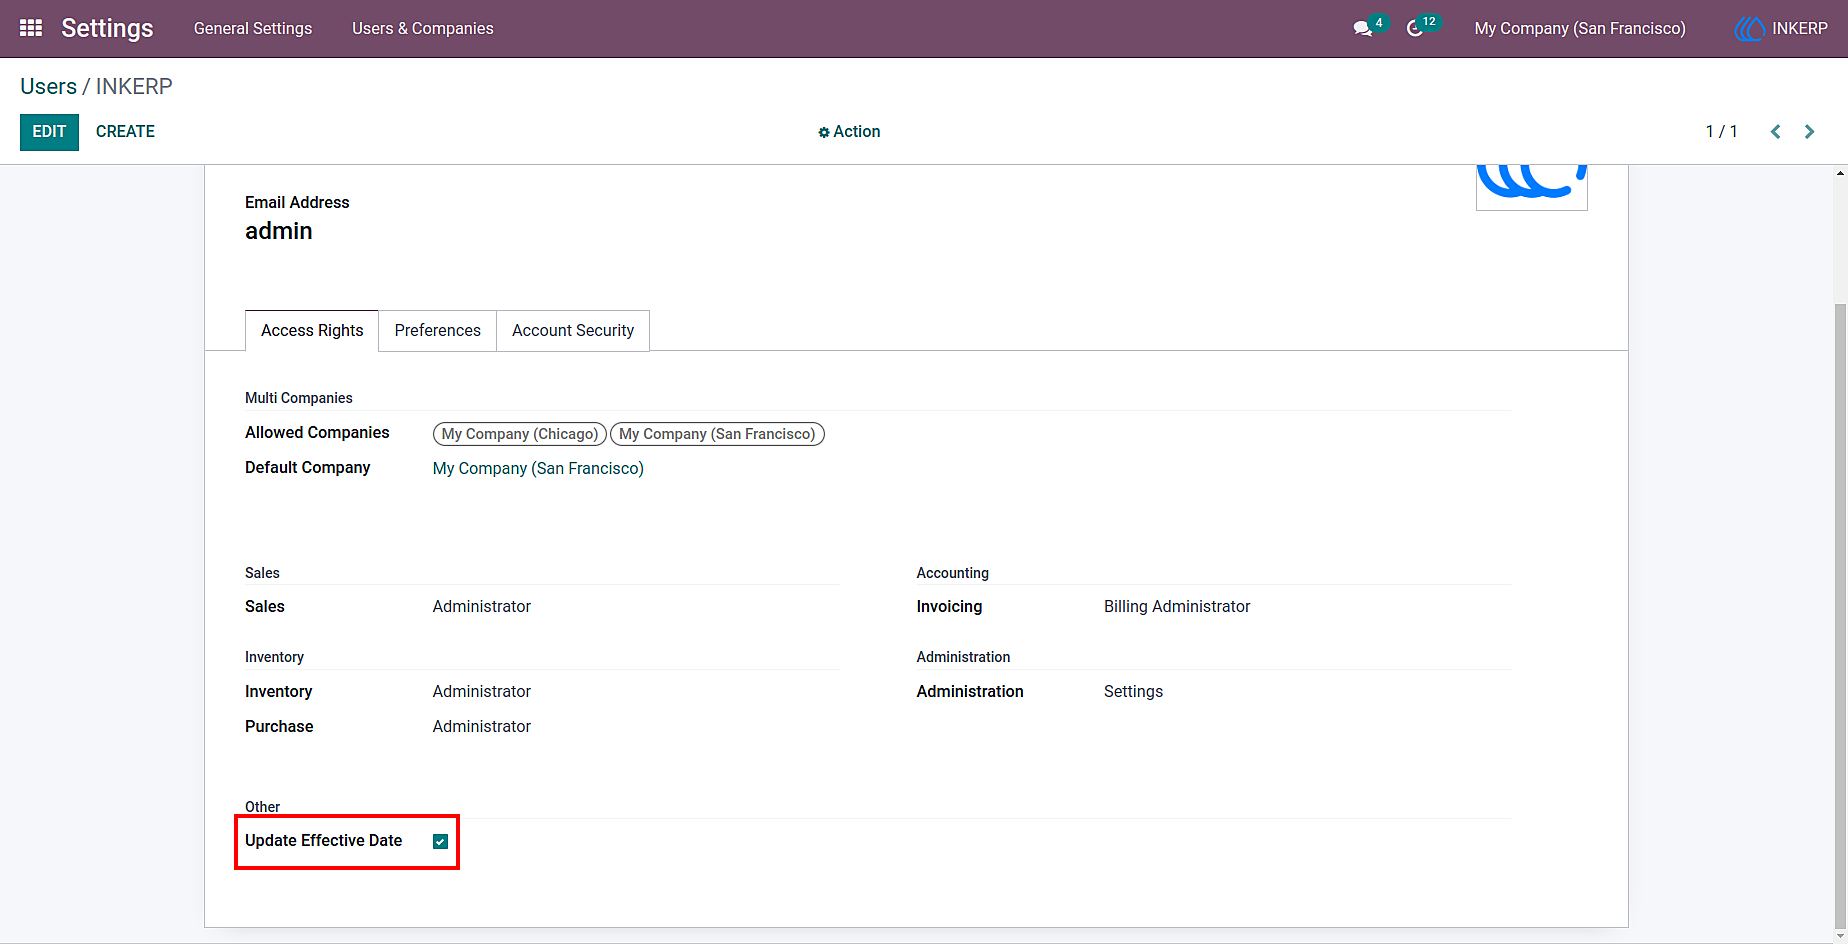 Settings General Settings Users & Companies 4 12 My Company (San Francisco) INKERP
Users / INKERP
EDIT CREATE Action 1 / 1
Email Address
admin
Access Rights Preferences Account Security
Multi Companies
Allowed Companies My Company (Chicago) My Company (San Francisco)
Default Company My Company (San Francisco)
Sales Accounting
Sales Administrator Invoicing Billing Administrator
Inventory Administration
Inventory Administrator Administration Settings
Purchase Administrator
Other
Update Effective Date